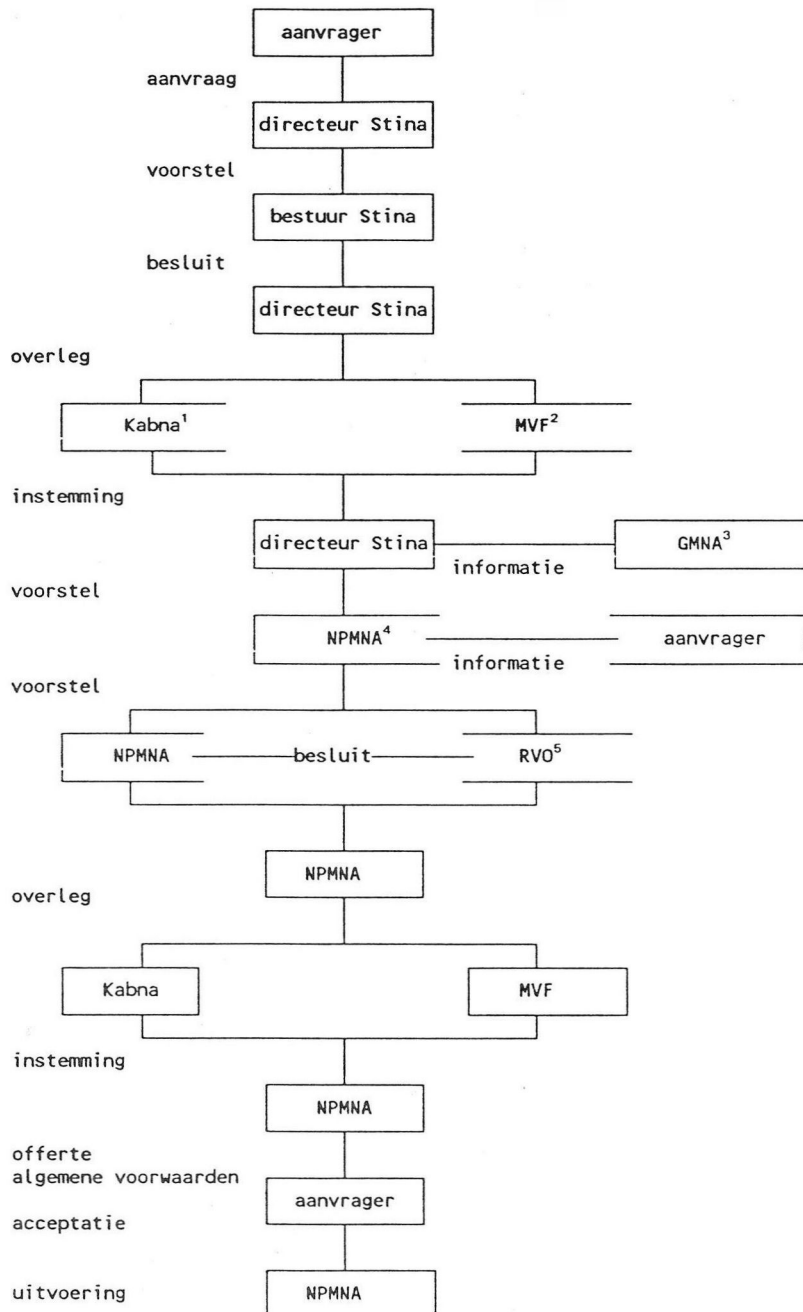 aanvrager
aanvraag
directeur Stina
voorstel
bestuur Stina
besluit
directeur Stina
overleg
Kabna¹ MVF²
instemming
directeur Stina GMNA³
informatie
voorstel
NPMNA⁴ aanvrager
informatie
voorstel
NPMNA besluit RVO⁵
NPMNA
overleg
Kabna MVF
instemming
NPMNA
offerte
algemene voorwaarden
aanvrager
acceptatie
uitvoering NPMNA